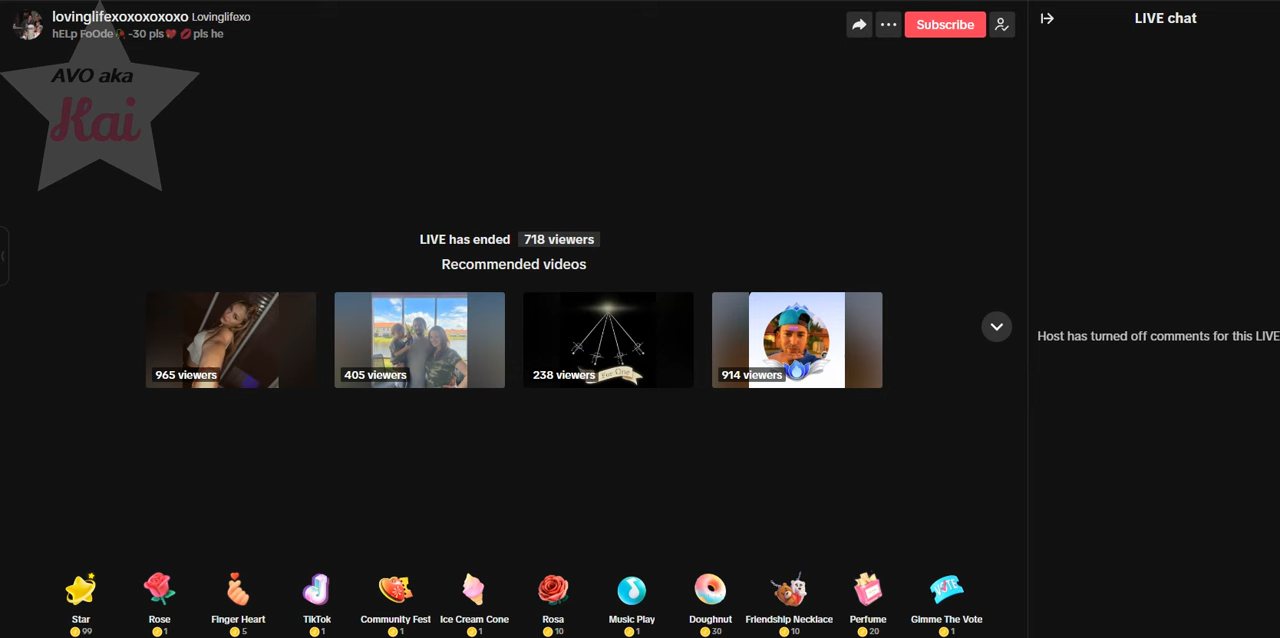 lovinglifexoxoxoxoxo Lovinglifexo
hELp FoOde🥀-30 pls❤️💋pls he
Subscribe
LIVE chat
AVO aka
Kai
LIVE has ended 718 viewers
Recommended videos
965 viewers
405 viewers
238 viewers
914 viewers
Host has turned off comments for this LIVE
Star
Rose
Finger Heart
TikTok
Community Fest
Ice Cream Cone
Rosa
Music Play
Doughnut
Friendship Necklace
Perfume
Gimme The Vote
99
1
5
1
1
1
10
1
30
10
20
1